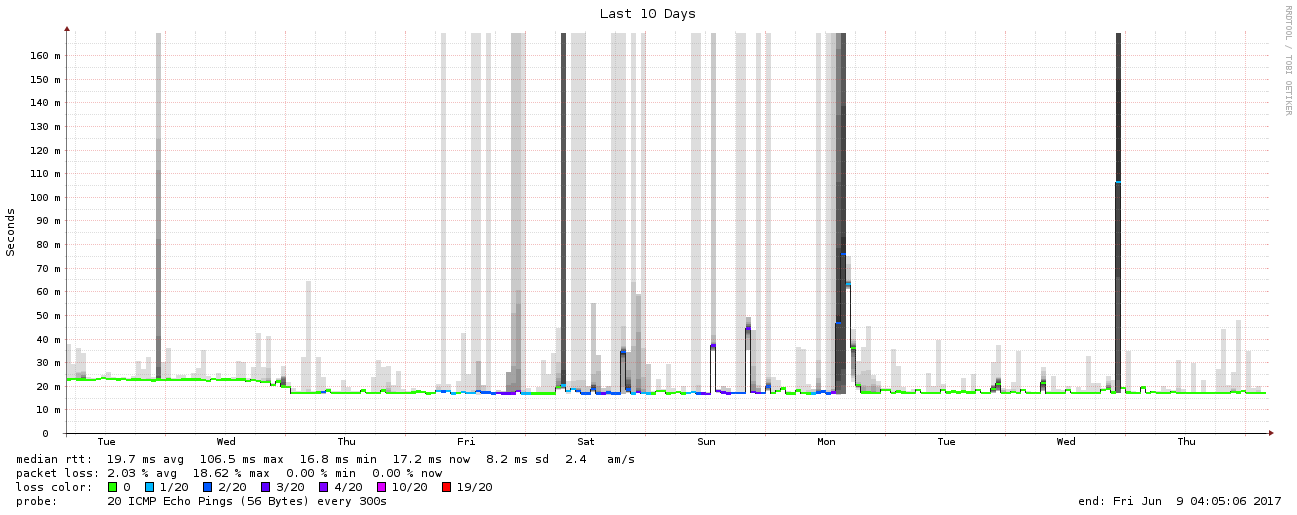 Last 10 Days
RRDTOOL / TOBI OETIKER
Seconds
160 m
150 m
140 m
130 m
120 m
110 m
100 m
90 m
80 m
70 m
60 m
50 m
40 m
30 m
20 m
10 m
0
Tue Wed Thu Fri Sat Sun Mon Tue Wed Thu
median rtt: 19.7 ms avg 106.5 ms max 16.8 ms min 17.2 ms now 8.2 ms sd 2.4 am/s
packet loss: 2.03 % avg 18.62 % max 0.00 % min 0.00 % now
loss color: 0 1/20 2/20 3/20 4/20 10/20 19/20
probe: 20 ICMP Echo Pings (56 Bytes) every 300s end: Fri Jun 9 04:05:06 2017